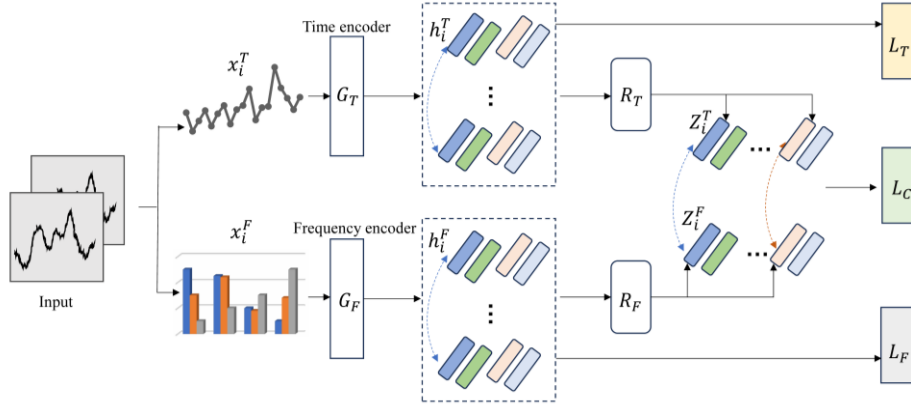 Time encoder
$x_i^T$
$G_T$
$h_i^T$
$R_T$
$L_T$
$Z_i^T$
$L_C$
Input
$x_i^F$
Frequency encoder
$G_F$
$h_i^F$
$R_F$
$Z_i^F$
$L_F$